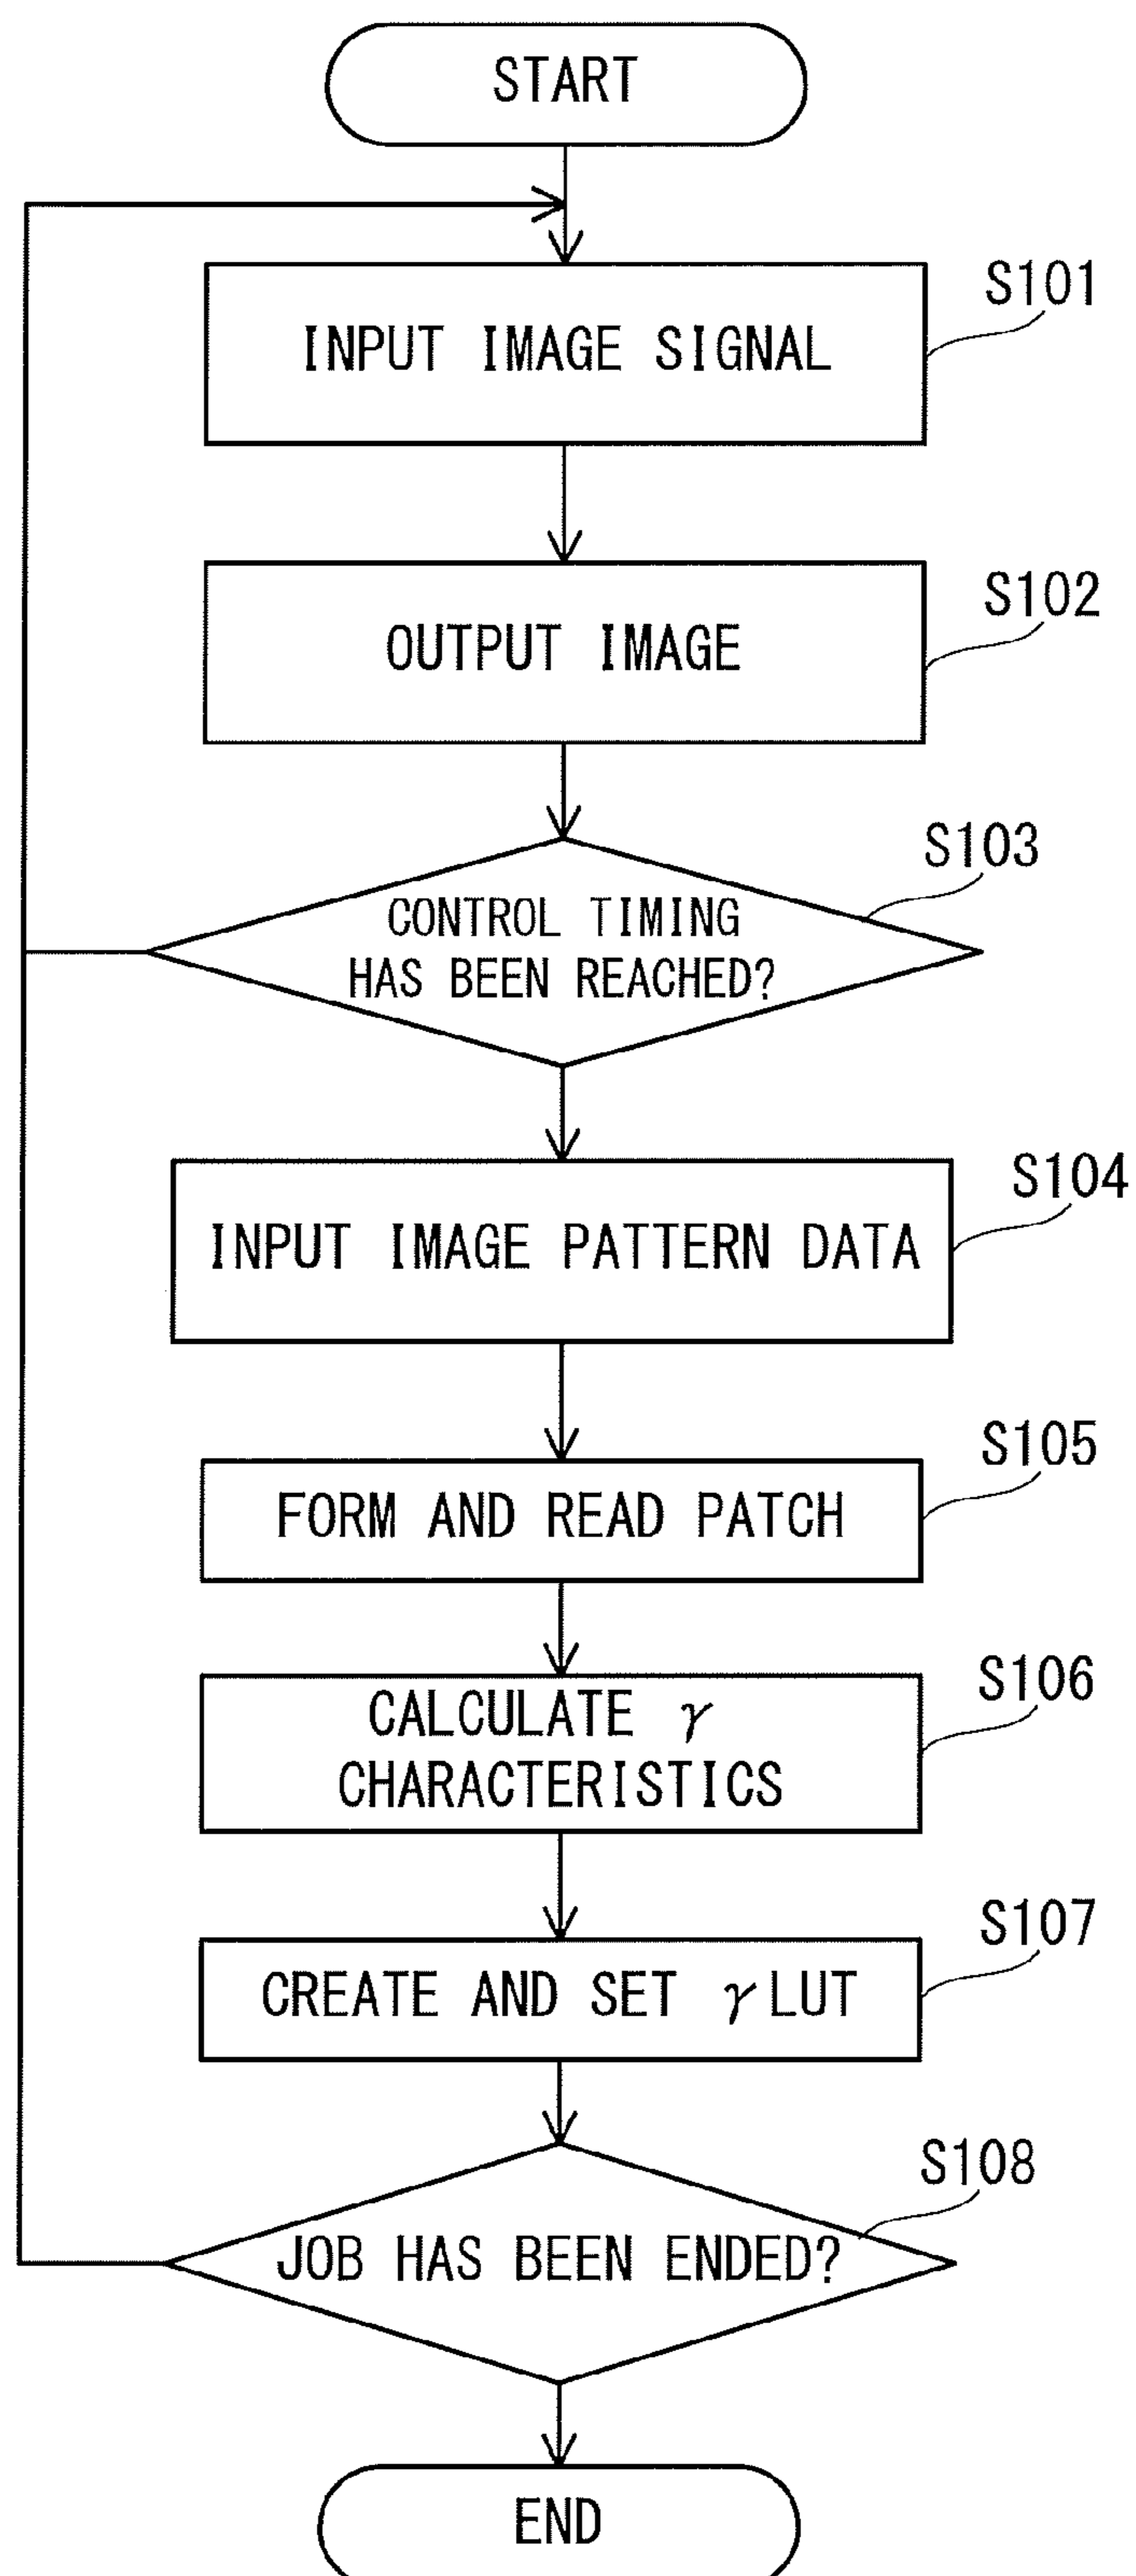 START
S101
INPUT IMAGE SIGNAL
S102
OUTPUT IMAGE
S103
CONTROL TIMING
HAS BEEN REACHED?
S104
INPUT IMAGE PATTERN DATA
S105
FORM AND READ PATCH
S106
CALCULATE γ
CHARACTERISTICS
S107
CREATE AND SET γLUT
S108
JOB HAS BEEN ENDED?
END